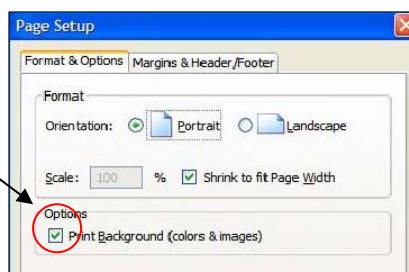 Page Setup
Format & Options Margins & Header/Footer
Format
Orientation: Portrait Landscape
Scale: 100 % Shrink to fit Page Width
Options
Print Background (colors & images)